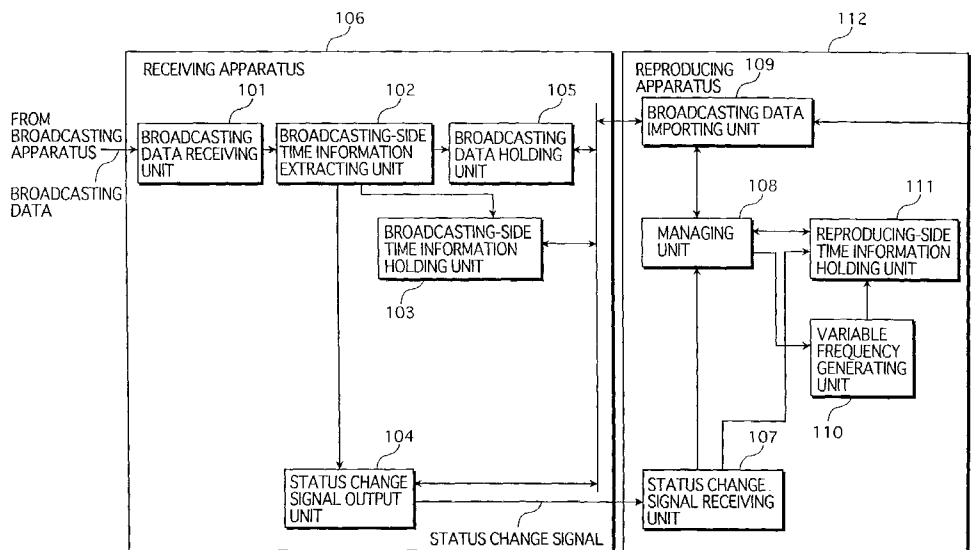 106
112
RECEIVING APPARATUS
REPRODUCING
APPARATUS
109
101
102
105
FROM
BROADCASTING
APPARATUS
BROADCASTING
DATA
BROADCASTING
DATA RECEIVING
UNIT
BROADCASTING-SIDE
TIME INFORMATION
EXTRACTING UNIT
BROADCASTING
DATA HOLDING
UNIT
BROADCASTING DATA
IMPORTING UNIT
108
111
BROADCASTING-SIDE
TIME INFORMATION
HOLDING UNIT
103
MANAGING
UNIT
REPRODUCING-SIDE
TIME INFORMATION
HOLDING UNIT
VARIABLE
FREQUENCY
GENERATING
UNIT
110
104
107
STATUS CHANGE
SIGNAL OUTPUT
UNIT
STATUS CHANGE
SIGNAL RECEIVING
UNIT
STATUS CHANGE SIGNAL